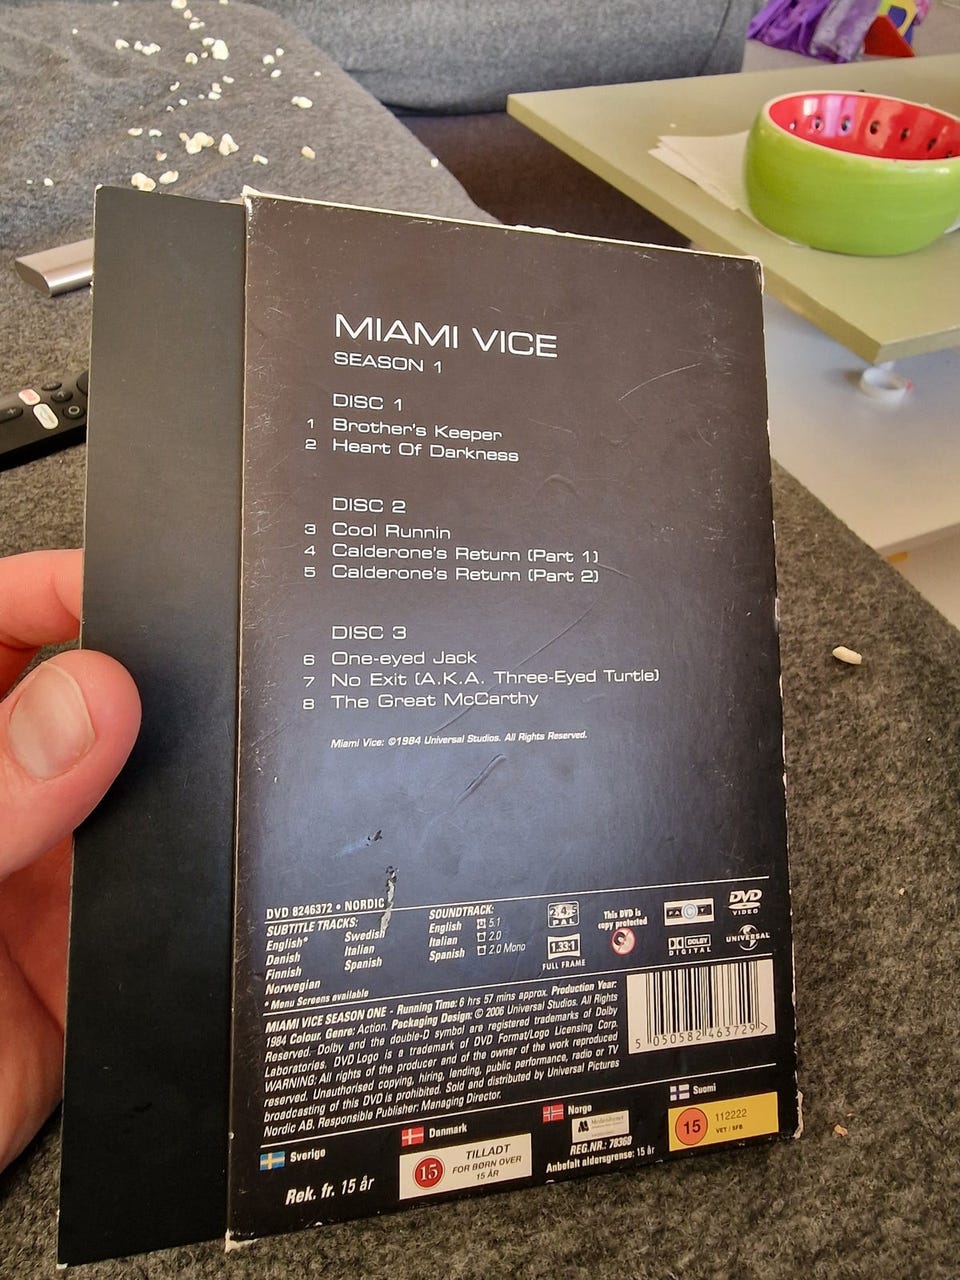 MIAMI VICE
SEASON 1
DISC 1
1 Brother's Keeper
2 Heart Of Darkness
DISC 2
3 Cool Runnin
4 Calderone's Return (Part 1)
5 Calderone's Return (Part 2)
DISC 3
6 One-eyed Jack
7 No Exit (A.K.A. Three-Eyed Turtle)
8 The Great McCarthy
Miami Vice: ©1984 Universal Studios. All Rights Reserved.
DVD 8246372 • NORDIC
SUBTITLE TRACKS:
English* Swedish
Danish Italian
Finnish Spanish
Norwegian
* Menu Screens available
SOUNDTRACK:
English 5.1
Italian 2.0
Spanish 2.0 Mono
PAL
1.33:1
FULL FRAME
This DVD is
copy protected
FACT
DOLBY
DIGITAL
DVD
VIDEO
UNIVERSAL
MIAMI VICE SEASON ONE - Running Time: 6 hrs 57 mins approx. Production Year:
1984 Colour. Genre: Action. Packaging Design: © 2006 Universal Studios. All Rights
Reserved. Dolby and the double-D symbol are registered trademarks of Dolby
Laboratories. DVD Logo is a trademark of DVD Format/Logo Licensing Corp.
WARNING: All rights of the producer and of the owner of the work reproduced
reserved. Unauthorised copying, hiring, lending, public performance, radio or TV
broadcasting of this DVD is prohibited. Sold and distributed by Universal Pictures
Nordic AB, Responsible Publisher: Managing Director.
5 050582 463729 >
Sverige
Rek. fr. 15 år
Danmark
15
TILLADT
FOR BØRN OVER
15 ÅR
Norge
Medietilsynet
REG.NR.: 70360
Anbefalt aldersgrense: 15 år
Suomi
15
112222
VET / SFB